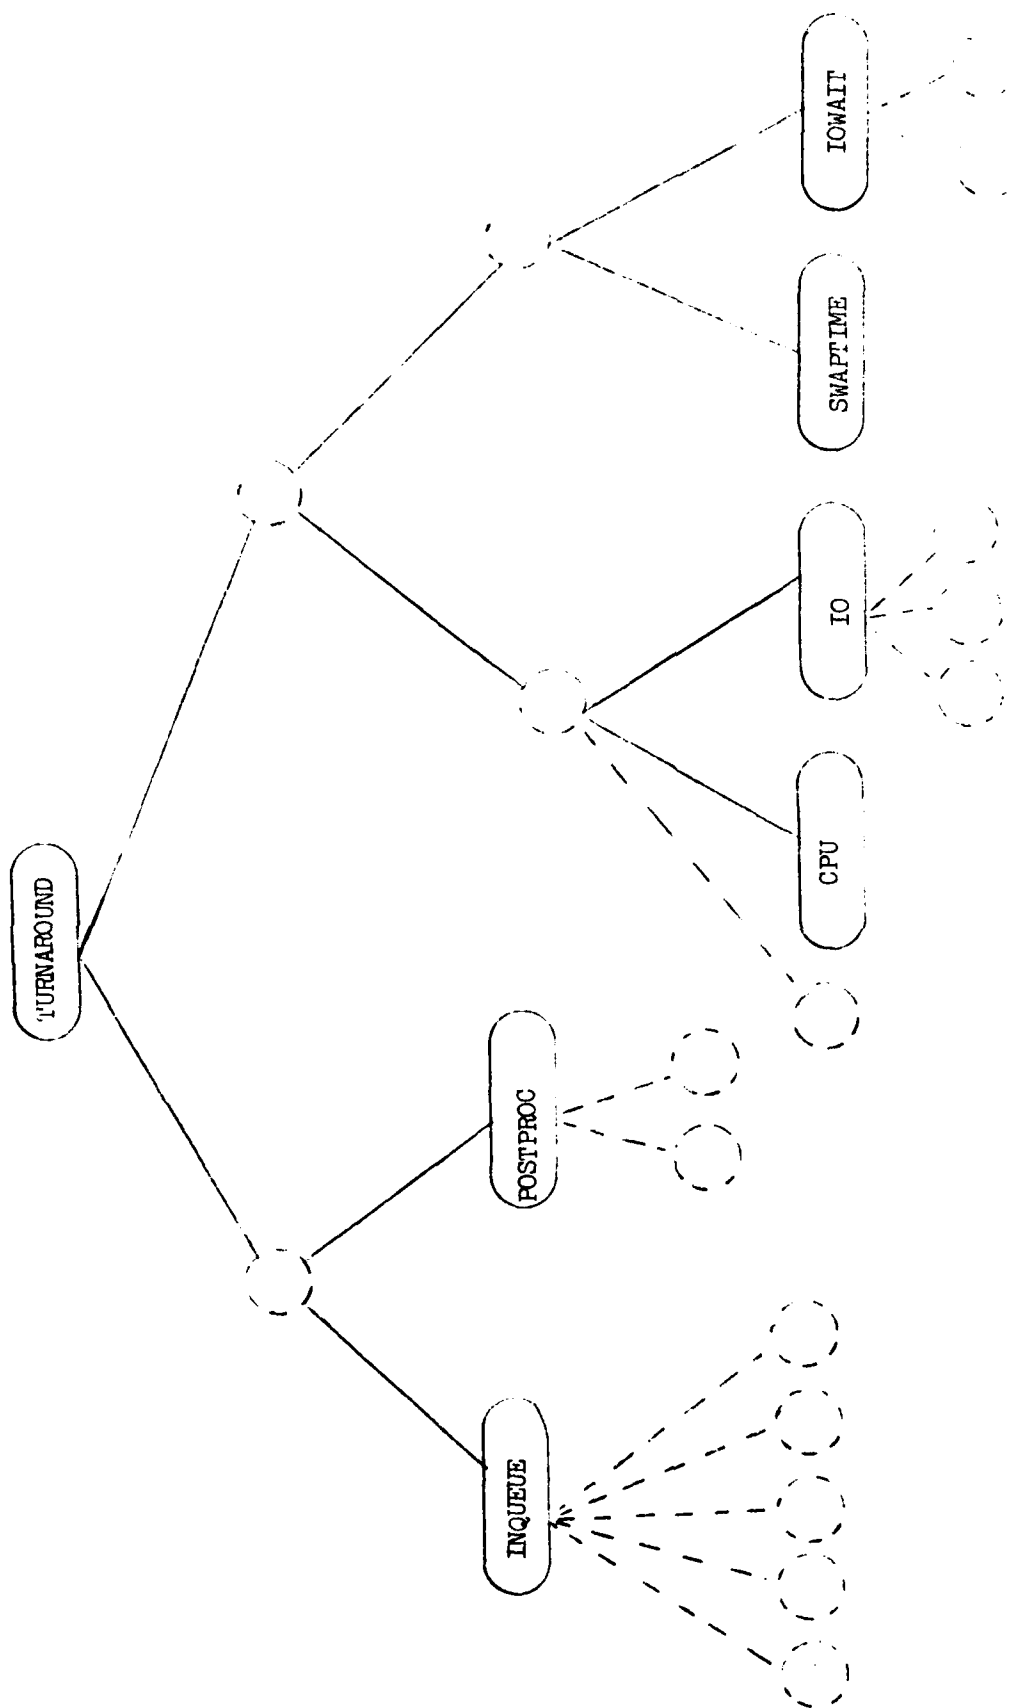 TURNAROUND
INQUEUE
POSTPROC
CPU
IO
SWAPTIME
IOWAIT